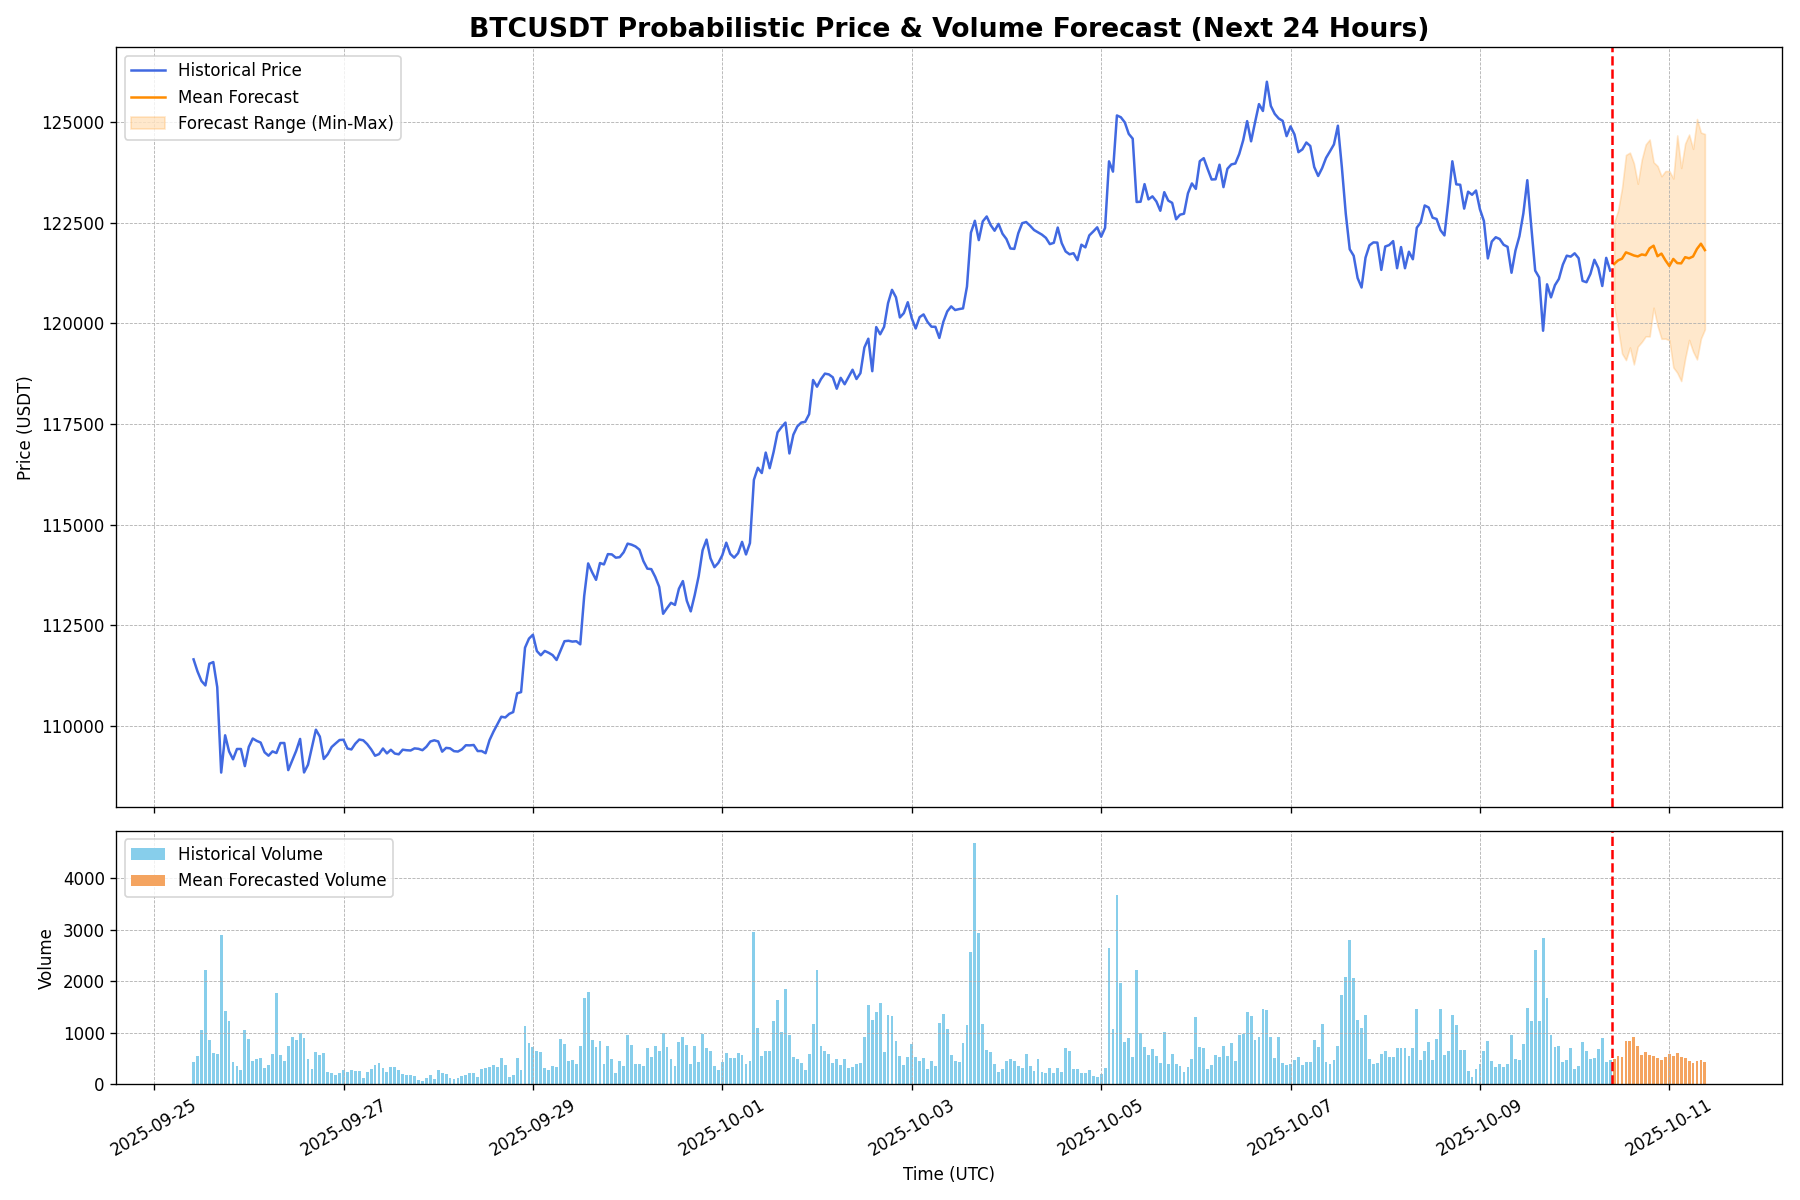 BTCUSDT Probabilistic Price & Volume Forecast (Next 24 Hours)
Historical Price
Mean Forecast
Forecast Range (Min-Max)
125000
122500
120000
117500
115000
112500
110000
Price (USDT)
Historical Volume
Mean Forecasted Volume
4000
3000
2000
1000
0
Volume
2025-09-25
2025-09-27
2025-09-29
2025-10-01
2025-10-03
2025-10-05
2025-10-07
2025-10-09
2025-10-11
Time (UTC)